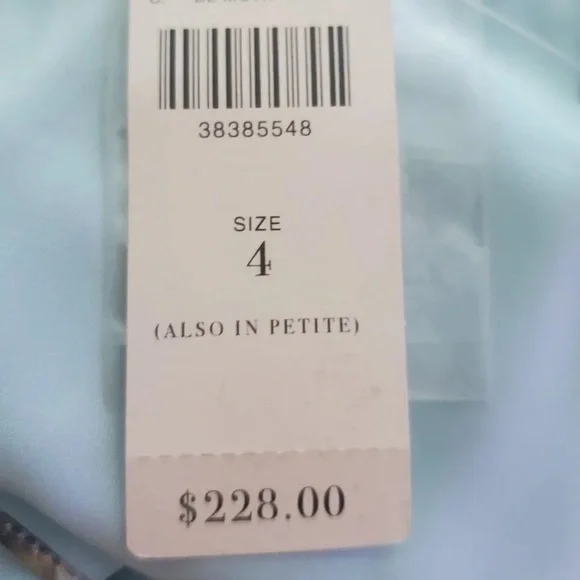 38385548
SIZE
4
(ALSO IN PETITE)
$228.00